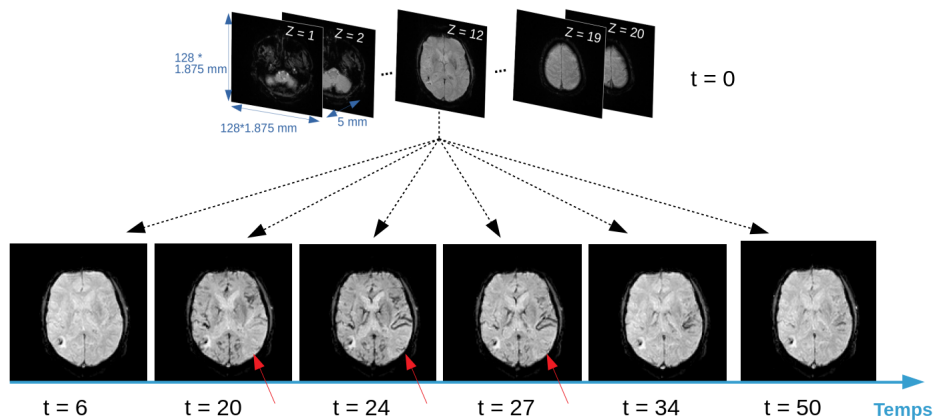 Z = 1
Z = 2
Z = 12
Z = 19
Z = 20
...
...
128 *
1.875 mm
128*1.875 mm
5 mm
t = 0
t = 6
t = 20
t = 24
t = 27
t = 34
t = 50
Temps